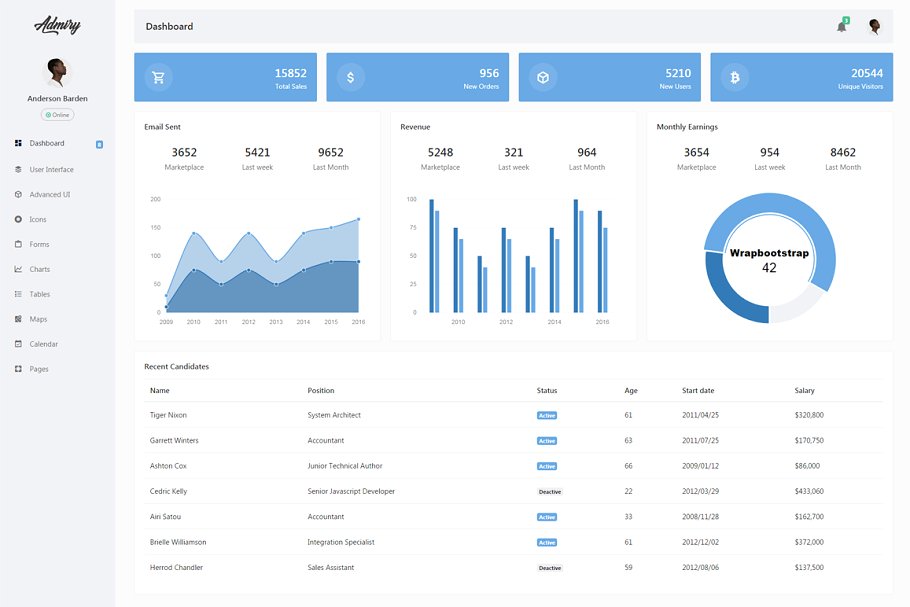 Admiry
Dashboard
3
Anderson Barden
Online
Dashboard
User Interface
Advanced UI
Icons
Forms
Charts
Tables
Maps
Calendar
Pages
15852
Total Sales
956
New Orders
5210
New Users
20544
Unique Visitors
Email Sent
3652 5421 9652
Marketplace Last week Last Month
200
150
100
50
0
2009 2010 2011 2012 2013 2014 2015 2016
Revenue
5248 321 964
Marketplace Last week Last Month
100
75
50
25
0
2010 2012 2014 2016
Monthly Earnings
3654 954 8462
Marketplace Last week Last Month
Wrapbootstrap
42
Recent Candidates
Name Position Status Age Start date Salary
Tiger Nixon System Architect Active 61 2011/04/25 $320,800
Garrett Winters Accountant Active 63 2011/07/25 $170,750
Ashton Cox Junior Technical Author Active 66 2009/01/12 $86,000
Cedric Kelly Senior Javascript Developer Deactive 22 2012/03/29 $433,060
Airi Satou Accountant Active 33 2008/11/28 $162,700
Brielle Williamson Integration Specialist Active 61 2012/12/02 $372,000
Herrod Chandler Sales Assistant Deactive 59 2012/08/06 $137,500